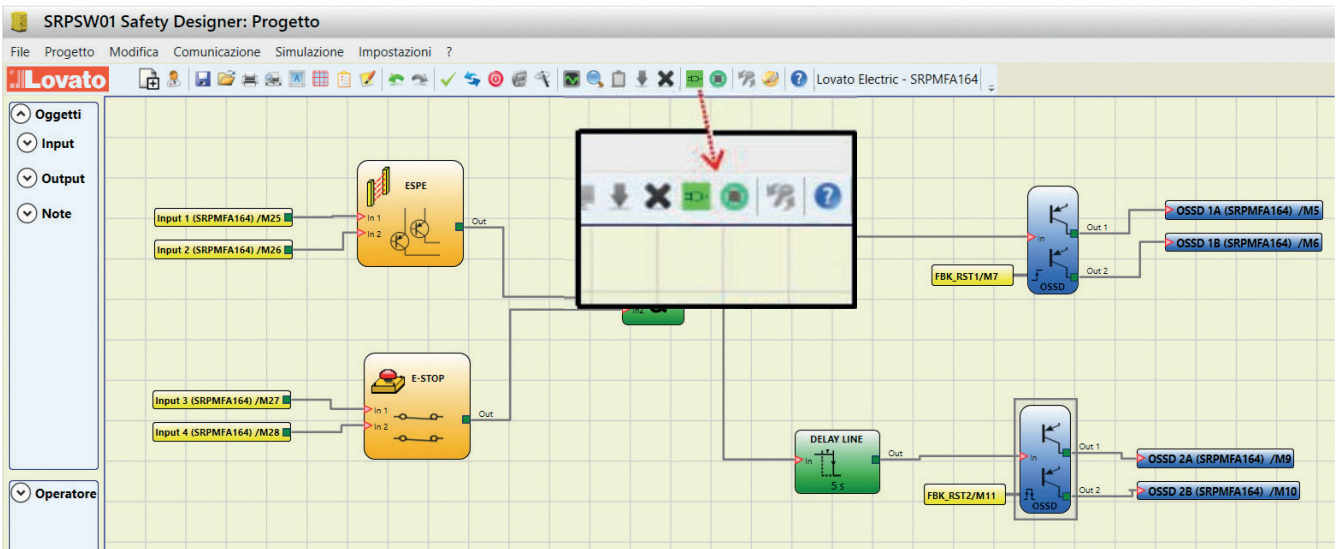 SRPSW01 Safety Designer: Progetto
File Progetto Modifica Comunicazione Simulazione Impostazioni ?
Lovato
Lovato Electric - SRPMFA164
Oggetti
Input
Output
Note
Operatore
ESPE
Input 1 (SRPMFA164) /M25
In 1
Out
Input 2 (SRPMFA164) /M26
In 2
In2
OSSD 1A (SRPMFA164) /M5
Out 1
In
OSSD 1B (SRPMFA164) /M6
FBK_RST1/M7
Out 2
OSSD
E-STOP
Input 3 (SRPMFA164) /M27
In 1
Out
Input 4 (SRPMFA164) /M28
In 2
DELAY LINE
In
Out
5 s
Out 1
In
OSSD 2A (SRPMFA164) /M9
FBK_RST2/M11
Out 2
OSSD 2B (SRPMFA164) /M10
OSSD